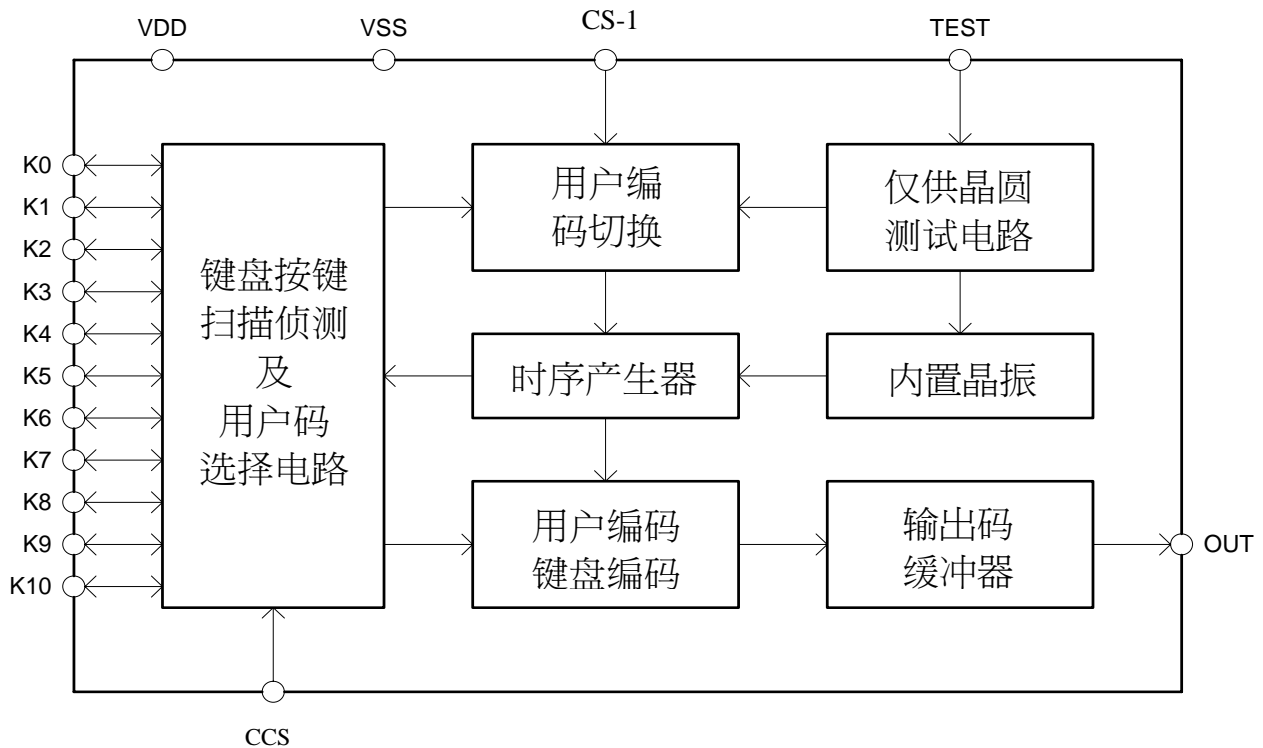 VDD
VSS
CS-1
TEST
K0
K1
K2
K3
K4
K5
K6
K7
K8
K9
K10
键盘按键
扫描侦测
及
用户码
选择电路
用户编
码切换
仅供晶圆
测试电路
时序产生器
内置晶振
用户编码
键盘编码
输出码
缓冲器
OUT
CCS